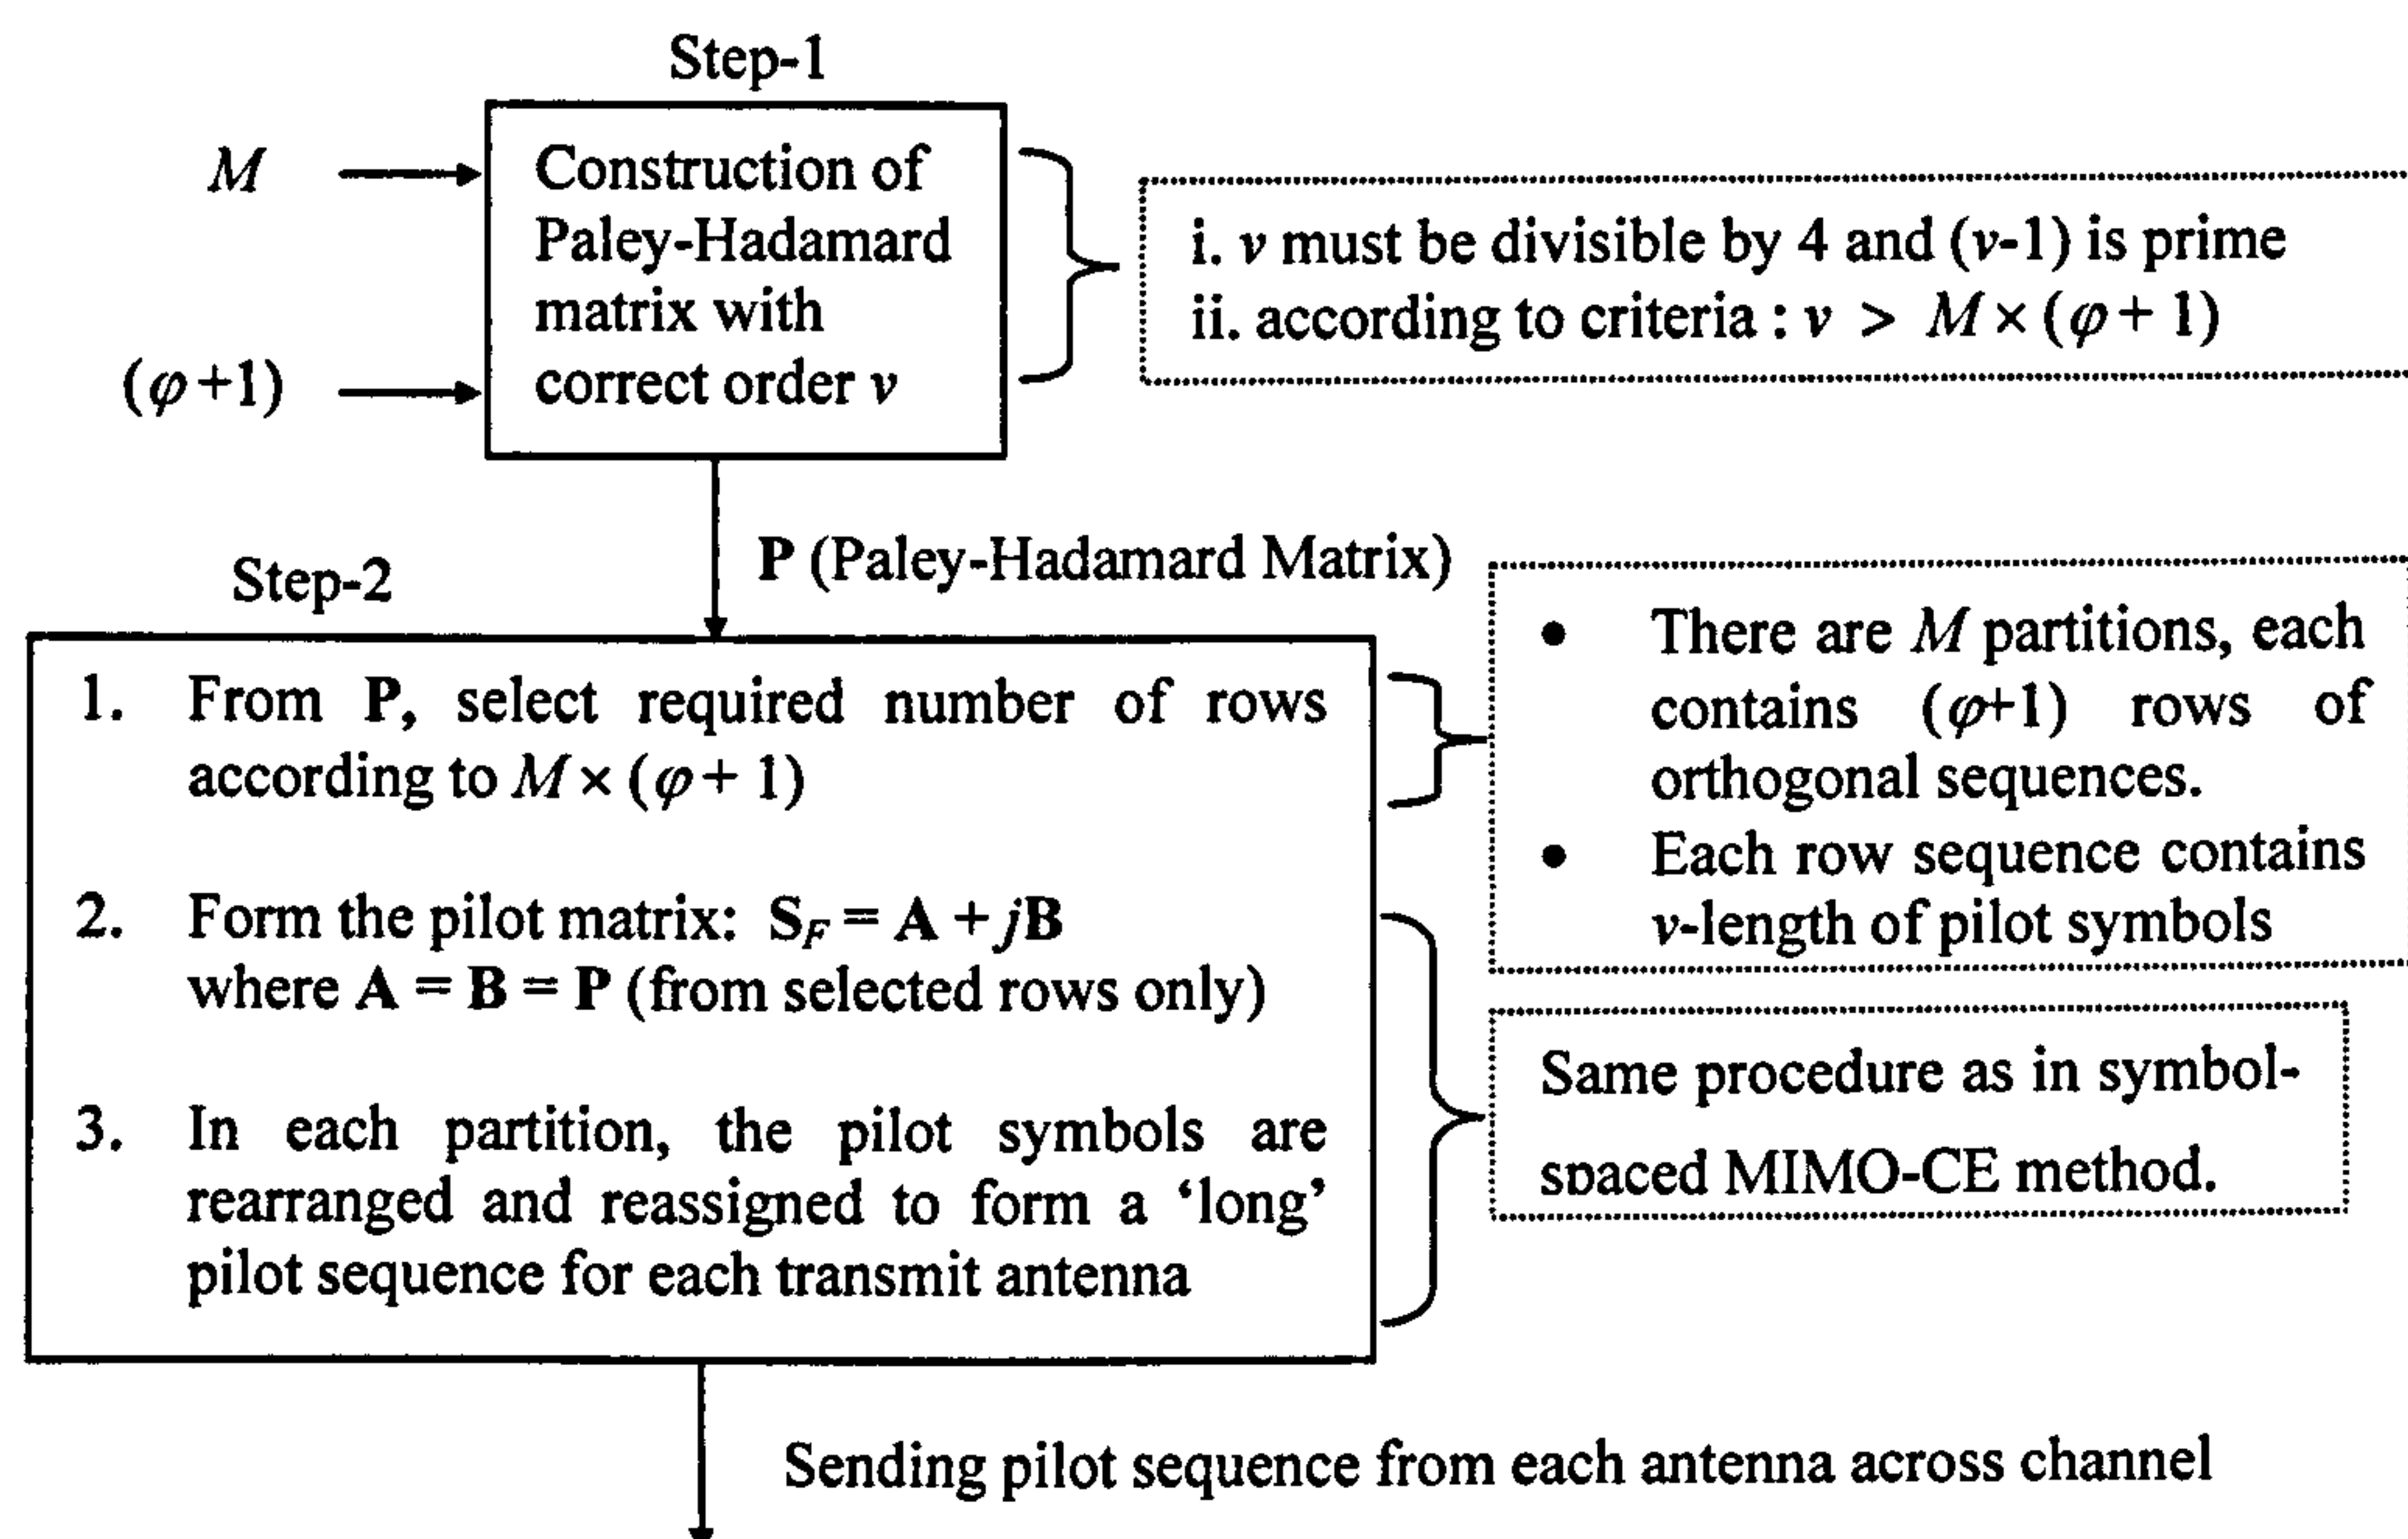 Step-1
M
(φ+1)
Construction of
Paley-Hadamard
matrix with
correct order v
i. v must be divisible by 4 and (v-1) is prime
ii. according to criteria : v > M × (φ + 1)
P (Paley-Hadamard Matrix)
Step-2
1. From P, select required number of rows
according to M × (φ + 1)
2. Form the pilot matrix: S_F = A + jB
where A = B = P (from selected rows only)
3. In each partition, the pilot symbols are
rearranged and reassigned to form a ‘long’
pilot sequence for each transmit antenna
• There are M partitions, each
contains (φ+1) rows of
orthogonal sequences.
• Each row sequence contains
v-length of pilot symbols
Same procedure as in symbol-
spaced MIMO-CE method.
Sending pilot sequence from each antenna across channel